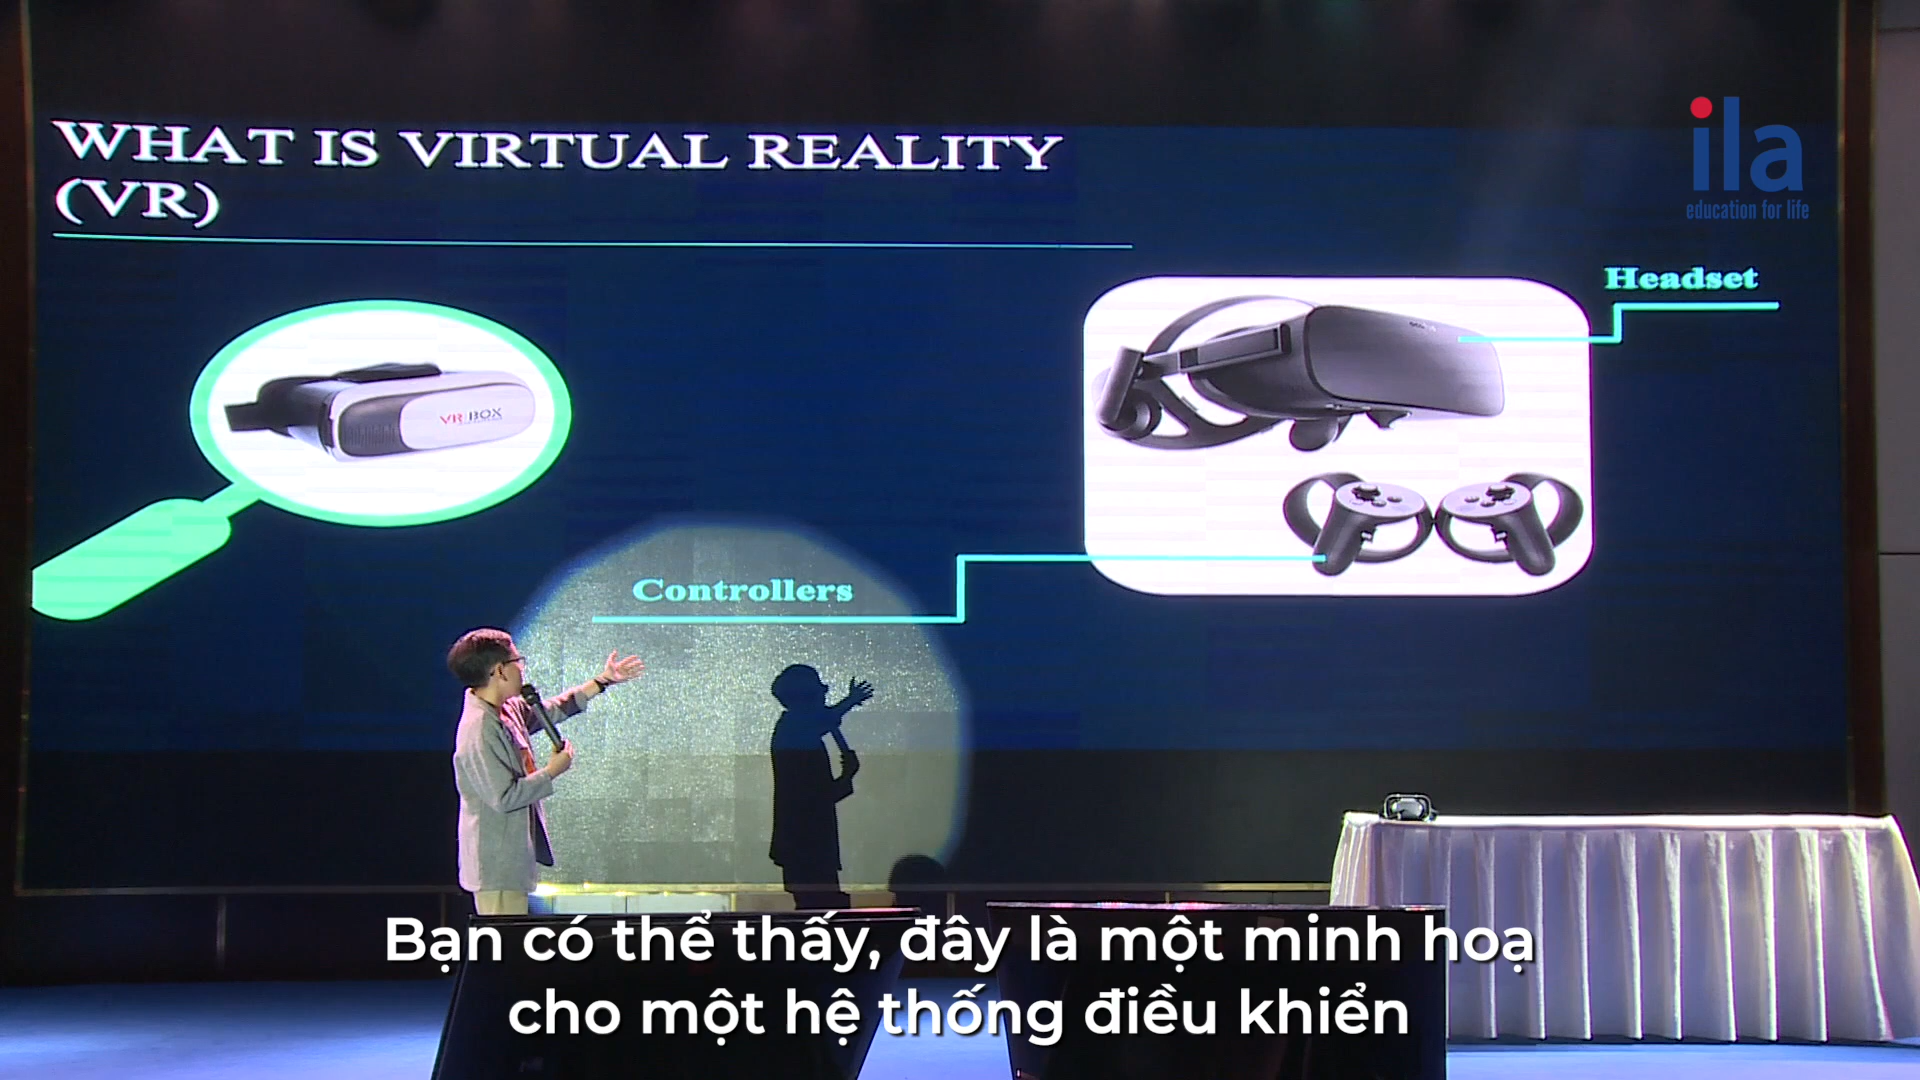 WHAT IS VIRTUAL REALITY
(VR)
ila
education for life
Headset
VR BOX
Controllers
Bạn có thể thấy, đây là một minh hoạ
cho một hệ thống điều khiển